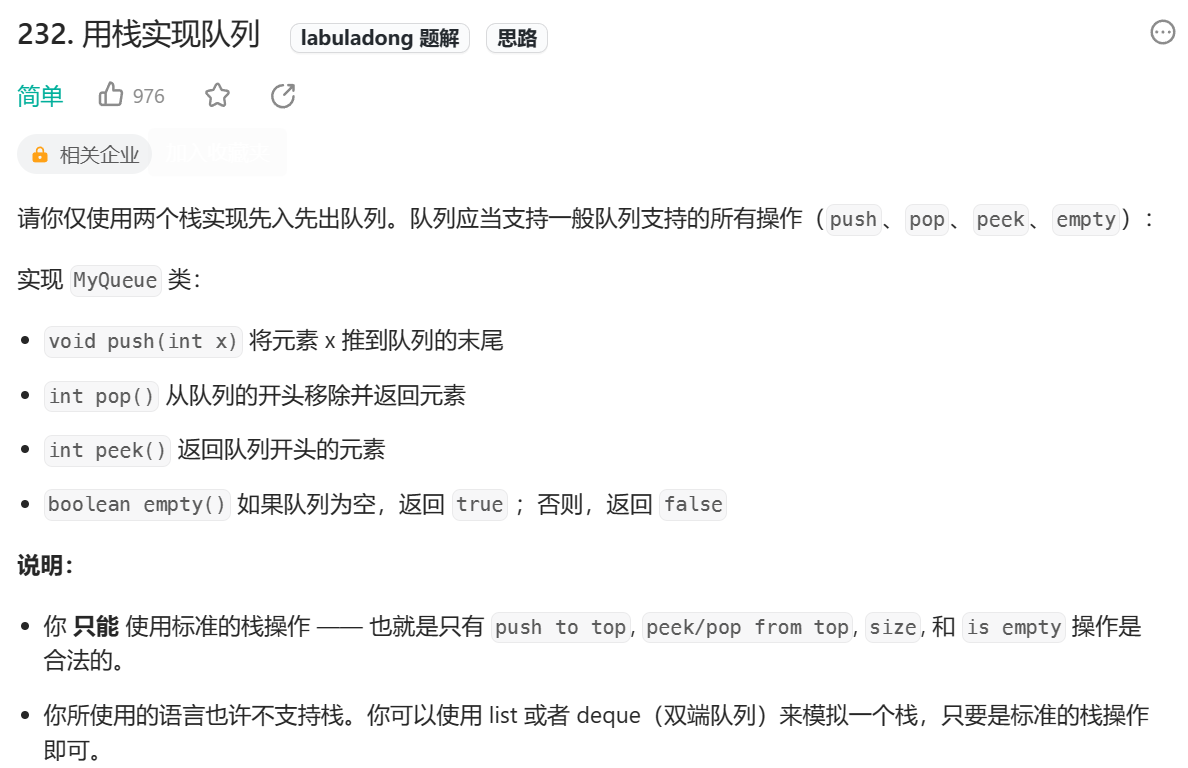 232. 用栈实现队列 labuladong 题解 思路
简单 976
相关企业
请你仅使用两个栈实现先入先出队列。队列应当支持一般队列支持的所有操作（push、pop、peek、empty）：
实现 MyQueue 类：
void push(int x) 将元素 x 推到队列的末尾
int pop() 从队列的开头移除并返回元素
int peek() 返回队列开头的元素
boolean empty() 如果队列为空，返回 true ；否则，返回 false
说明：
你 只能 使用标准的栈操作 —— 也就是只有 push to top, peek/pop from top, size, 和 is empty 操作是
合法的。
你所使用的语言也许不支持栈。你可以使用 list 或者 deque（双端队列）来模拟一个栈，只要是标准的栈操作
即可。